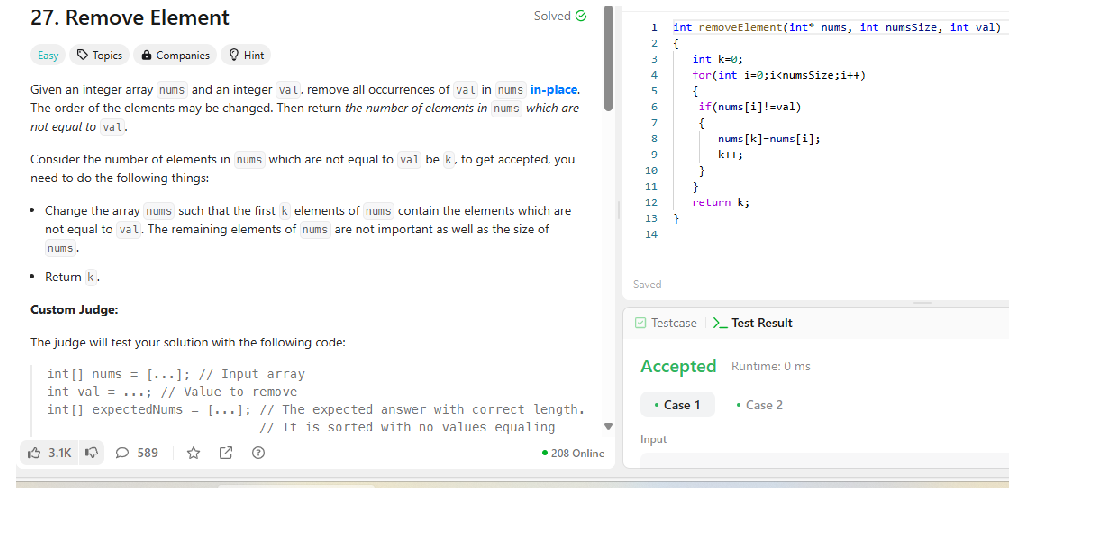 27. Remove Element
Solved
Easy Topics Companies Hint
Given an integer array nums and an integer val, remove all occurrences of val in nums in-place.
The order of the elements may be changed. Then return the number of elements in nums which are
not equal to val.
Consider the number of elements in nums which are not equal to val be k, to get accepted, you
need to do the following things:
• Change the array nums such that the first k elements of nums contain the elements which are
not equal to val. The remaining elements of nums are not important as well as the size of
nums.
• Return k.
Custom Judge:
The judge will test your solution with the following code:
int[] nums = [...]; // Input array
int val = ...; // Value to remove
int[] expectedNums = [...]; // The expected answer with correct length.
// It is sorted with no values equaling
3.1K 589
208 Online
1 int removeElement(int* nums, int numsSize, int val)
2 {
3 int k=0;
4 for(int i=0;i<numsSize;i++)
5 {
6 if(nums[i]!=val)
7 {
8 nums[k]=nums[i];
9 k++;
10 }
11 }
12 return k;
13 }
14
Saved
Testcase Test Result
Accepted Runtime: 0 ms
• Case 1 • Case 2
Input